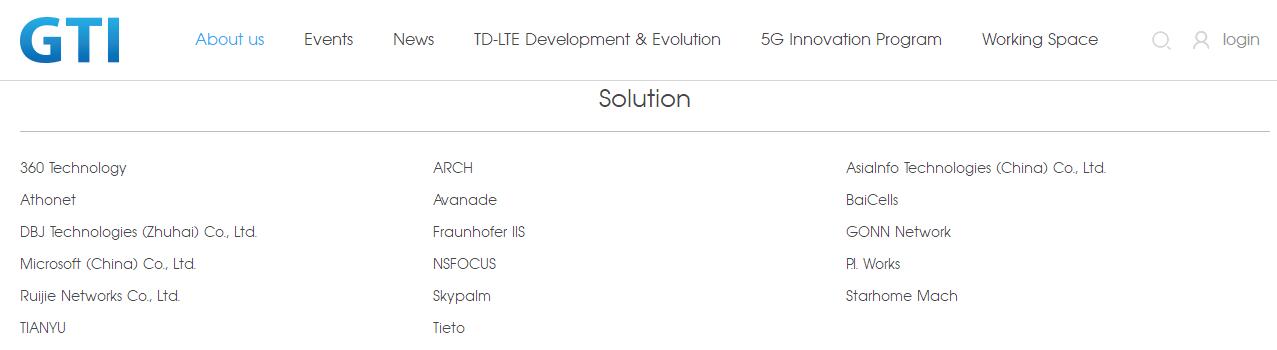 GTI About us Events News TD-LTE Development & Evolution 5G Innovation Program Working Space login
Solution
360 Technology ARCH AsiaInfo Technologies (China) Co., Ltd.
Athonet Avanade BaiCells
DBJ Technologies (Zhuhai) Co., Ltd. Fraunhofer IIS GONN Network
Microsoft (China) Co., Ltd. NSFOCUS P.I. Works
Ruijie Networks Co., Ltd. Skypalm Starhome Mach
TIANYU Tieto